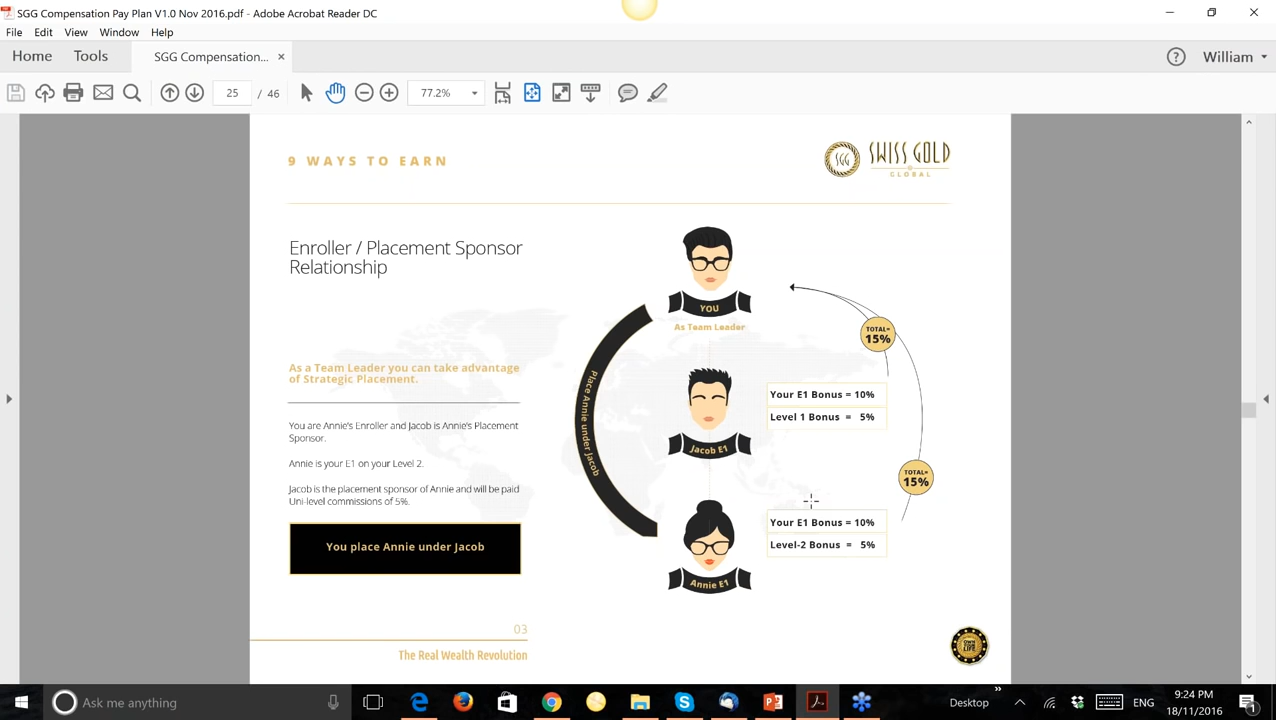 SGG Compensation Pay Plan V1.0 Nov 2016.pdf - Adobe Acrobat Reader DC
File Edit View Window Help
Home Tools SGG Compensation... × William
25 / 46 77.2%
9 WAYS TO EARN
SGG SWISS GOLD
GLOBAL
Enroller / Placement Sponsor
Relationship
As a Team Leader you can take advantage
of Strategic Placement.
You are Annie's Enroller and Jacob is Annie's Placement
Sponsor.
Annie is your E1 on your Level 2.
Jacob is the placement sponsor of Annie and will be paid
Uni-level commissions of 5%.
You place Annie under Jacob
Place Annie under Jacob
YOU
As Team Leader
TOTAL=
15%
Jacob E1
Your E1 Bonus = 10%
Level 1 Bonus = 5%
TOTAL=
15%
Annie E1
Your E1 Bonus = 10%
Level-2 Bonus = 5%
03
The Real Wealth Revolution
OWN
YOUR
LIFE
Ask me anything
Desktop
ENG
9:24 PM
18/11/2016